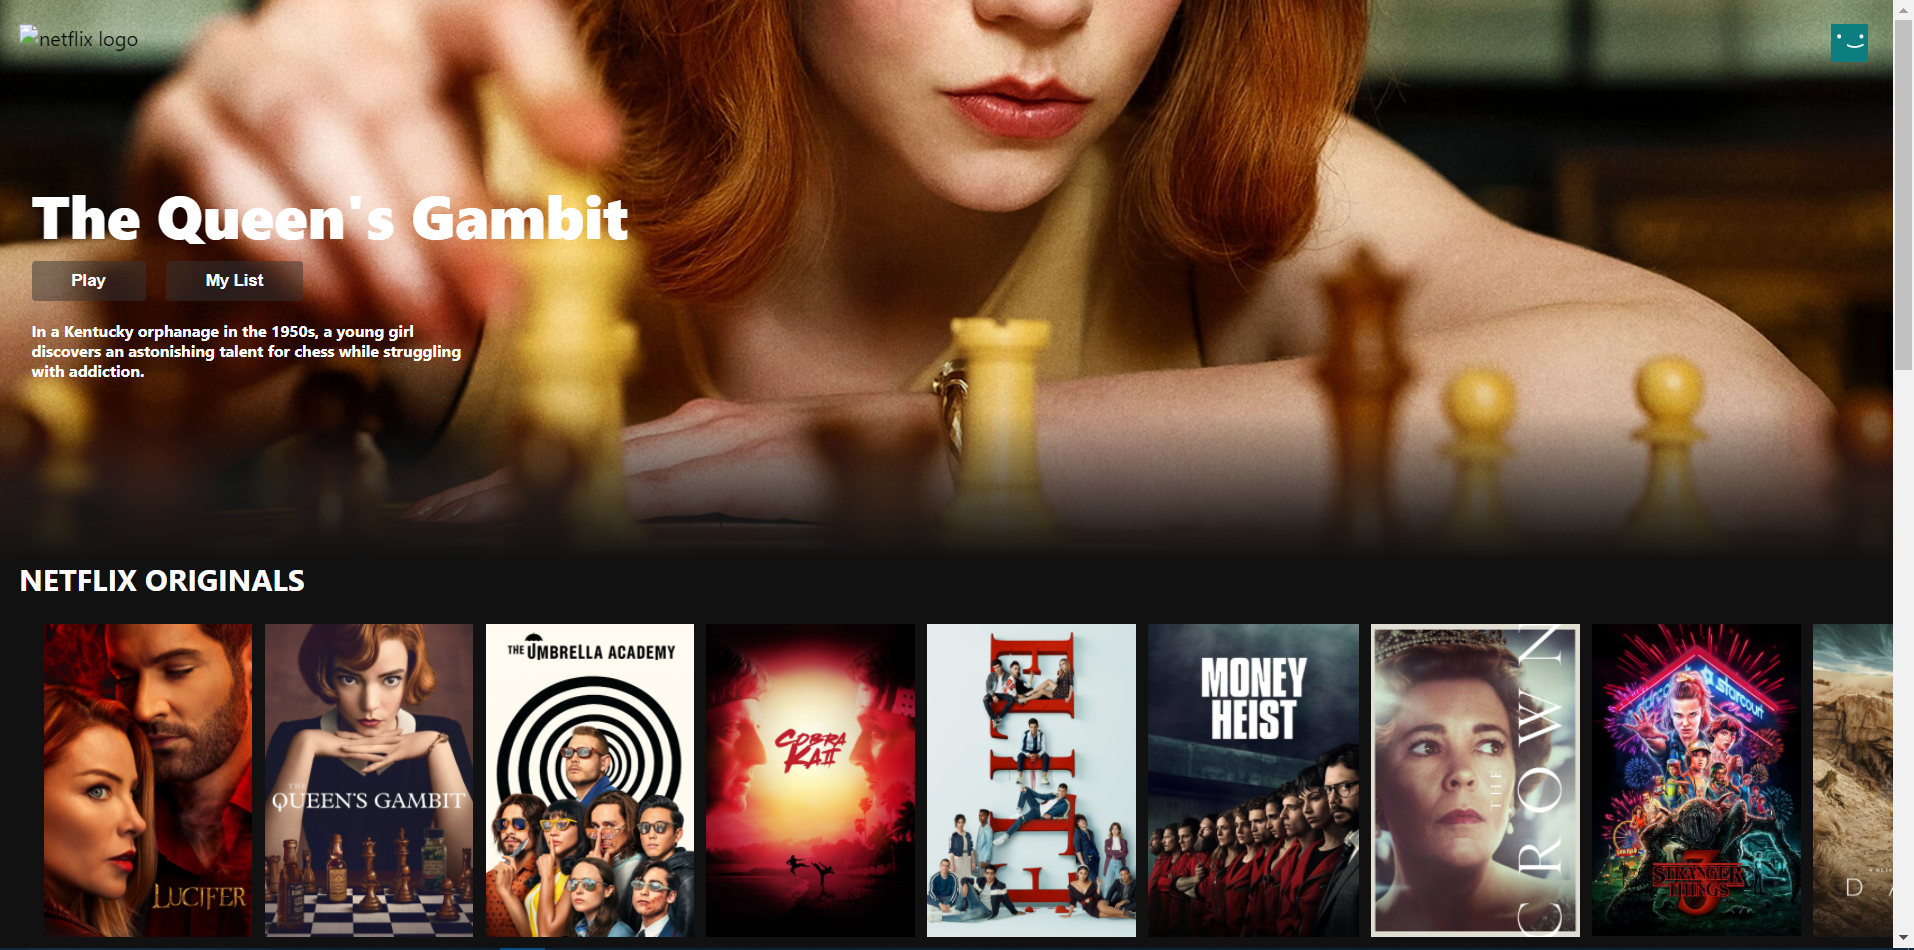 netflix logo
The Queen's Gambit
Play
My List
In a Kentucky orphanage in the 1950s, a young girl
discovers an astonishing talent for chess while struggling
with addiction.
NETFLIX ORIGINALS
LUCIFER
THE
QUEEN'S GAMBIT
THE UMBRELLA ACADEMY
COBRA
KAI
ELITE
MONEY
HEIST
THE
CROWN
starcourt
STRANGER
THINGS
3
D A